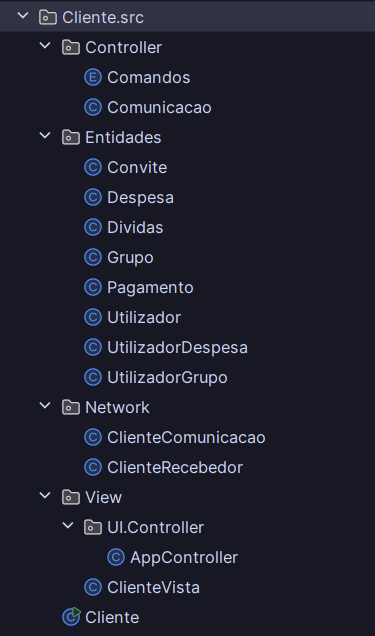 Cliente.src
Controller
E Comandos
C Comunicacao
Entidades
C Convite
C Despesa
C Dividas
C Grupo
C Pagamento
C Utilizador
C UtilizadorDespesa
C UtilizadorGrupo
Network
C ClienteComunicacao
C ClienteRecebedor
View
UI.Controller
C AppController
C ClienteVista
C Cliente